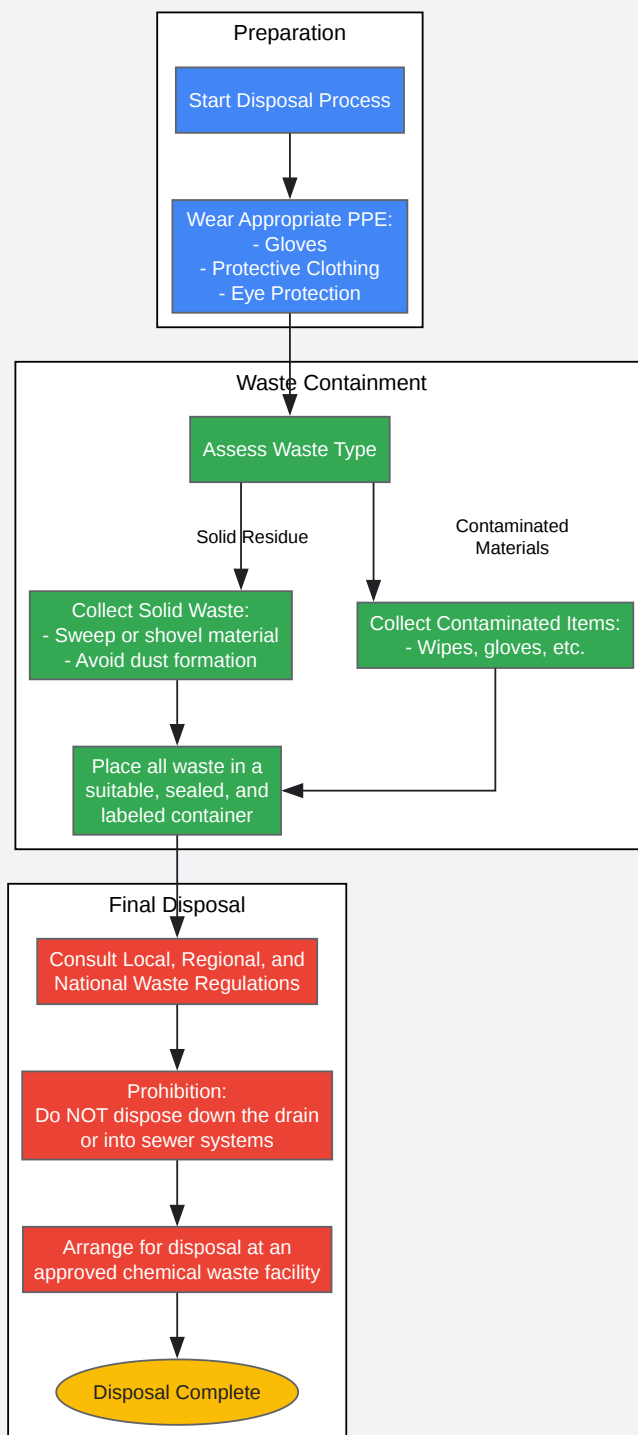 Preparation
Start Disposal Process
Wear Appropriate PPE:
- Gloves
- Protective Clothing
- Eye Protection
Waste Containment
Assess Waste Type
Solid Residue
Contaminated
Materials
Collect Solid Waste:
- Sweep or shovel material
- Avoid dust formation
Collect Contaminated Items:
- Wipes, gloves, etc.
Place all waste in a
suitable, sealed, and
labeled container
Final Disposal
Consult Local, Regional, and
National Waste Regulations
Prohibition:
Do NOT dispose down the drain
or into sewer systems
Arrange for disposal at an
approved chemical waste facility
Disposal Complete